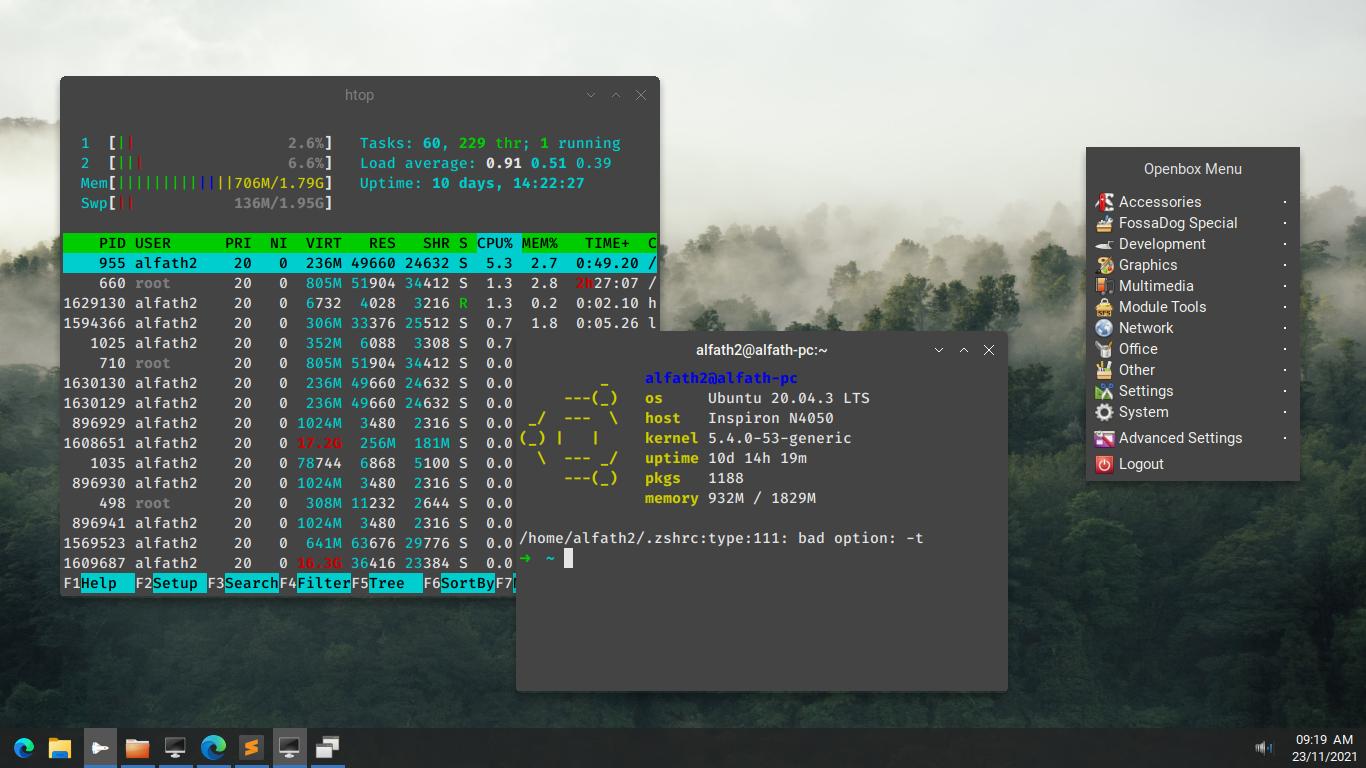 htop
1 [|| 2.6%] Tasks: 60, 229 thr; 1 running
2 [||| 6.6%] Load average: 0.91 0.51 0.39
Mem[|||||||||||||706M/1.79G] Uptime: 10 days, 14:22:27
Swp[|| 136M/1.95G]
PID USER PRI NI VIRT RES SHR S CPU% MEM% TIME+ C
955 alfath2 20 0 236M 49660 24632 S 5.3 2.7 0:49.20 /
660 root 20 0 805M 51904 34412 S 1.3 2.8 2h27:07 /
1629130 alfath2 20 0 6732 4028 3216 R 1.3 0.2 0:02.10 h
1594366 alfath2 20 0 306M 33376 25512 S 0.7 1.8 0:05.26 l
1025 alfath2 20 0 352M 6088 3308 S 0.7
710 root 20 0 805M 51904 34412 S 0.0
1630130 alfath2 20 0 236M 49660 24632 S 0.0
1630129 alfath2 20 0 236M 49660 24632 S 0.0
896929 alfath2 20 0 1024M 3480 2316 S 0.0
1608651 alfath2 20 0 17.2G 256M 181M S 0.0
1035 alfath2 20 0 78744 6868 5100 S 0.0
896930 alfath2 20 0 1024M 3480 2316 S 0.0
498 root 20 0 308M 11232 2644 S 0.0
896941 alfath2 20 0 1024M 3480 2316 S 0.0
1569523 alfath2 20 0 641M 63676 29776 S 0.0
1609687 alfath2 20 0 16.3G 36416 23384 S 0.0
F1Help F2Setup F3SearchF4FilterF5Tree F6SortByF7
alfath2@alfath-pc:~
alfath2@alfath-pc
os Ubuntu 20.04.3 LTS
host Inspiron N4050
kernel 5.4.0-53-generic
uptime 10d 14h 19m
pkgs 1188
memory 932M / 1829M
/home/alfath2/.zshrc:type:111: bad option: -t
➜ ~
Openbox Menu
Accessories
FossaDog Special
Development
Graphics
Multimedia
Module Tools
Network
Office
Other
Settings
System
Advanced Settings
Logout
09:19 AM
23/11/2021